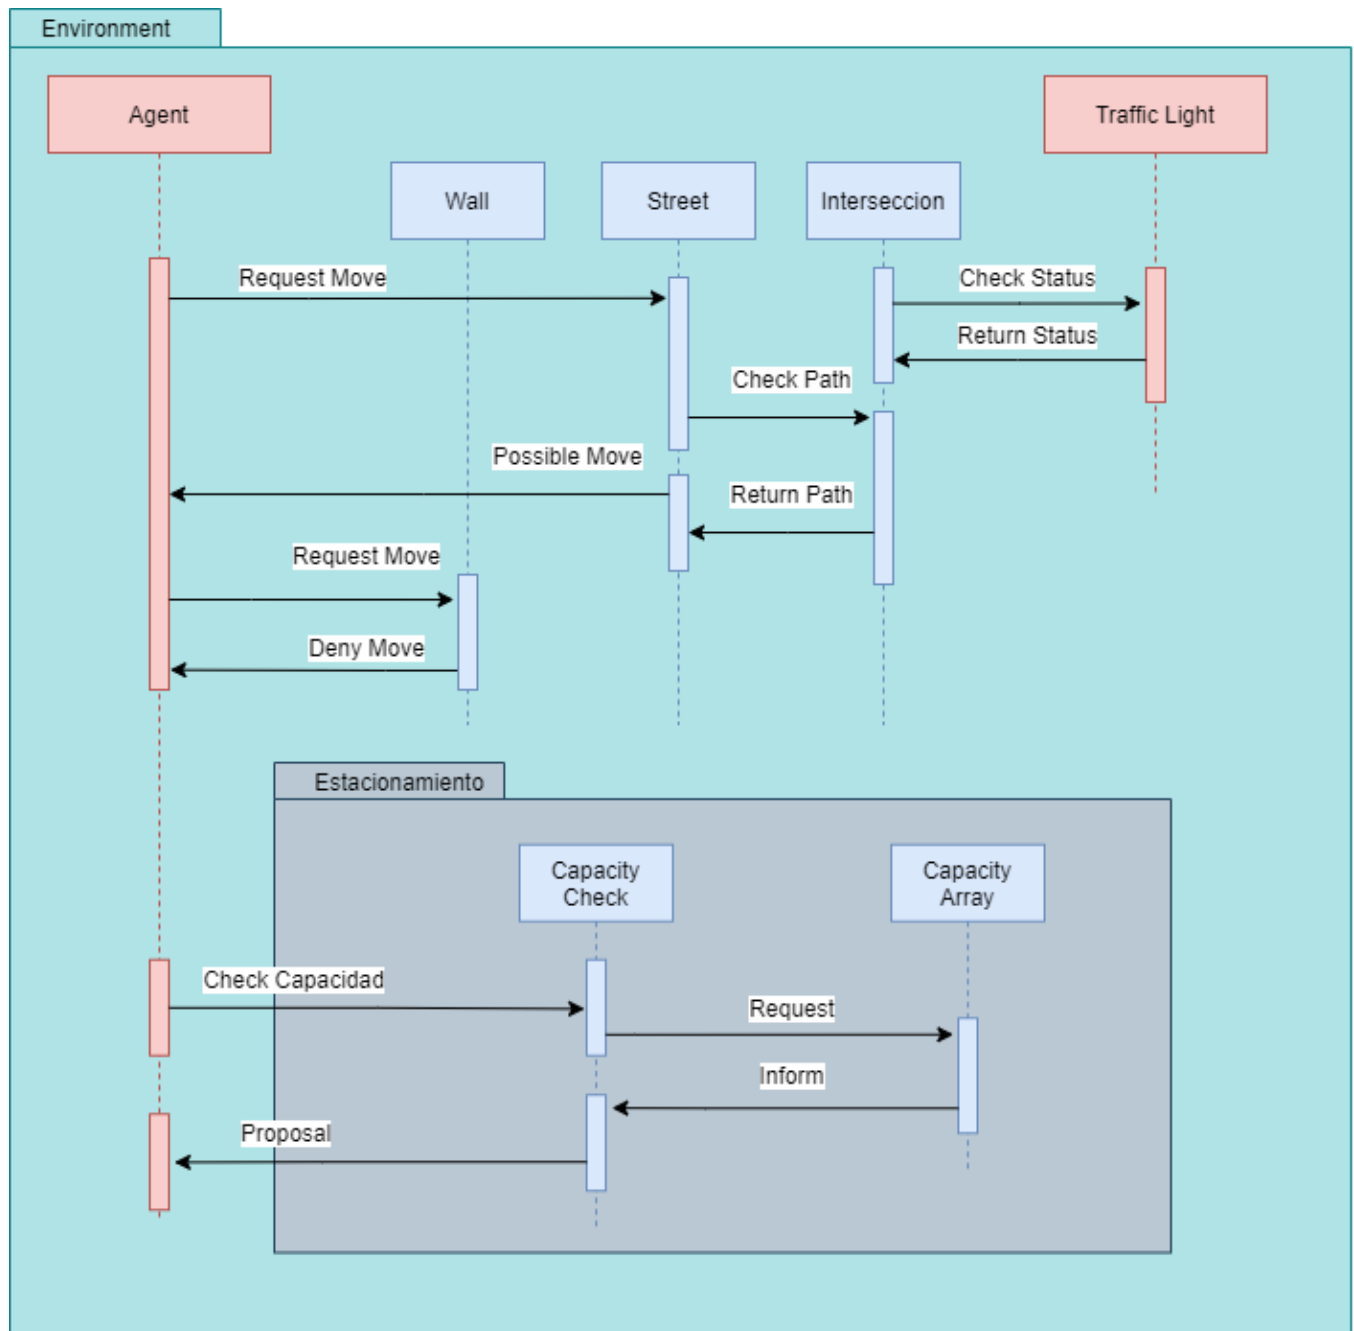 Environment
Agent
Traffic Light
Wall
Street
Interseccion
Request Move
Check Status
Return Status
Check Path
Possible Move
Return Path
Request Move
Deny Move
Estacionamiento
Capacity
Check
Capacity
Array
Check Capacidad
Request
Inform
Proposal